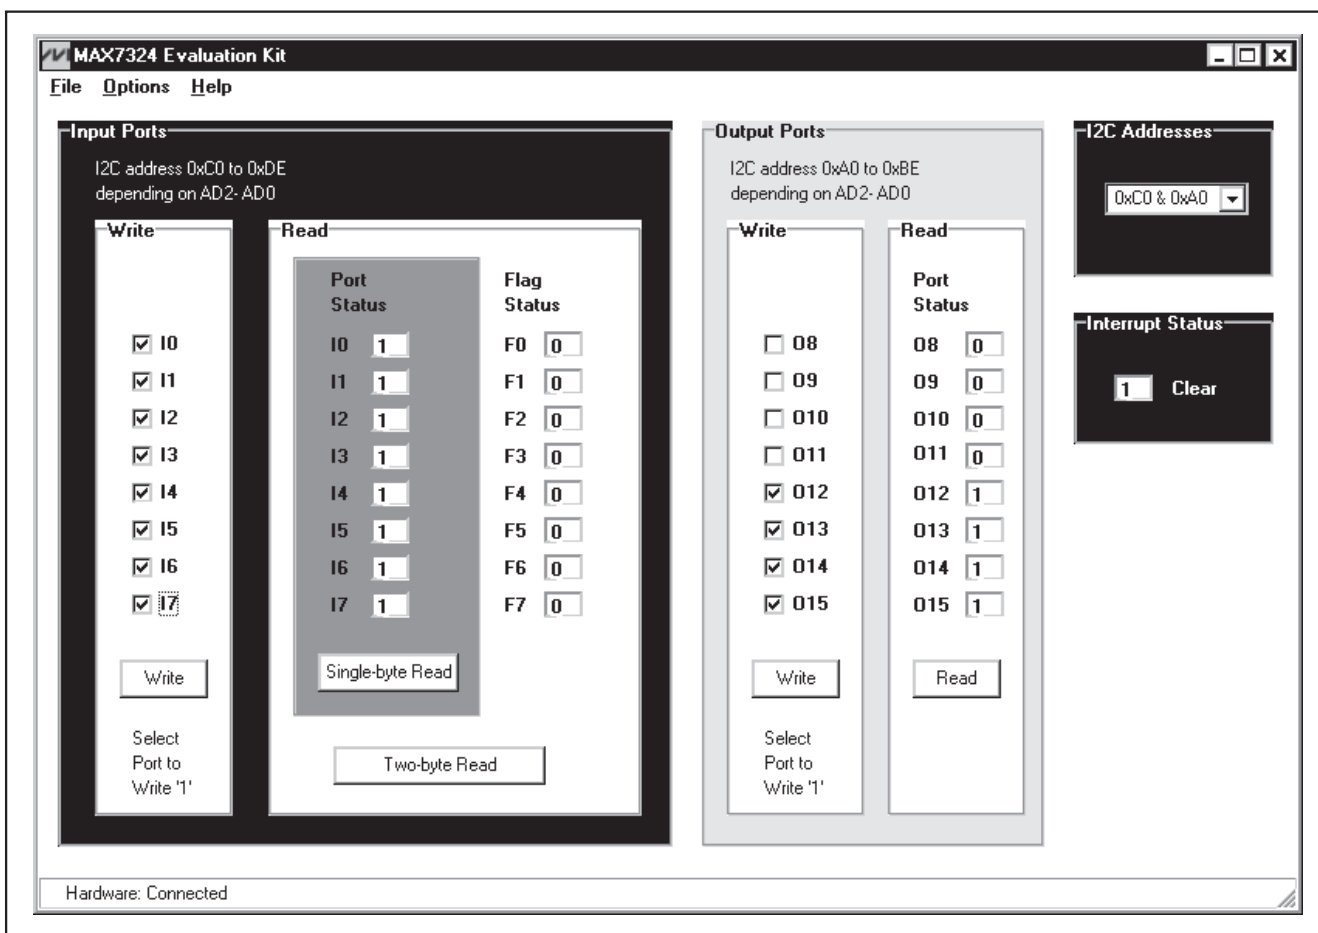 MAX7324 Evaluation Kit
File Options Help
Input Ports
I2C address 0xC0 to 0xDE
depending on AD2- AD0
Write
I0
I1
I2
I3
I4
I5
I6
I7
Write
Select
Port to
Write '1'
Read
Port
Status
I0 1
I1 1
I2 1
I3 1
I4 1
I5 1
I6 1
I7 1
Single-byte Read
Flag
Status
F0 0
F1 0
F2 0
F3 0
F4 0
F5 0
F6 0
F7 0
Two-byte Read
Output Ports
I2C address 0xA0 to 0xBE
depending on AD2- AD0
Write
O8
O9
O10
O11
O12
O13
O14
O15
Write
Select
Port to
Write '1'
Read
Port
Status
O8 0
O9 0
O10 0
O11 0
O12 1
O13 1
O14 1
O15 1
Read
I2C Addresses
0xC0 & 0xA0
Interrupt Status
1 Clear
Hardware: Connected